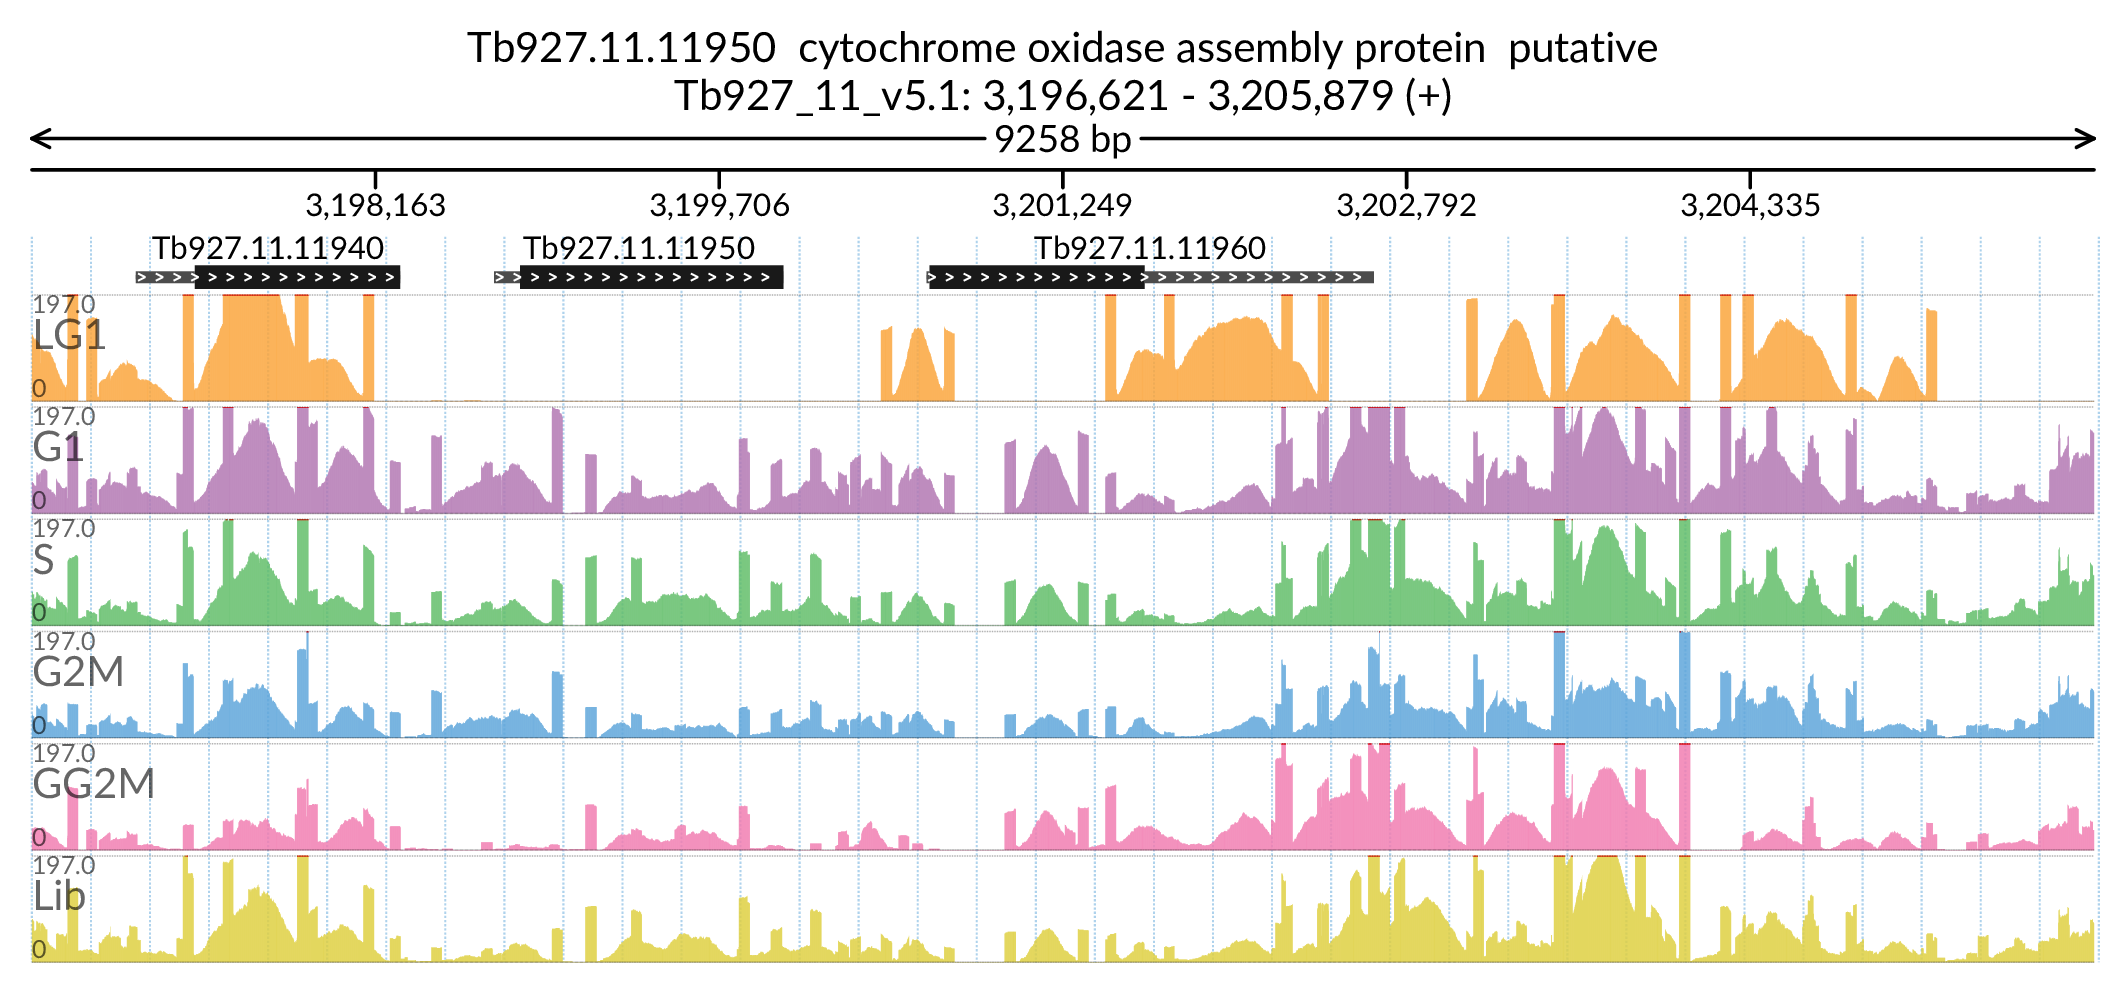 Tb927.11.11950  cytochrome oxidase assembly protein  putative
Tb927_11_v5.1: 3,196,621 - 3,205,879 (+)
9258 bp
3,198,163 3,199,706 3,201,249 3,202,792 3,204,335
Tb927.11.11940 Tb927.11.11950 Tb927.11.11960
197.0
LG1
0
197.0
G1
0
197.0
S
0
197.0
G2M
0
197.0
GG2M
0
197.0
Lib
0